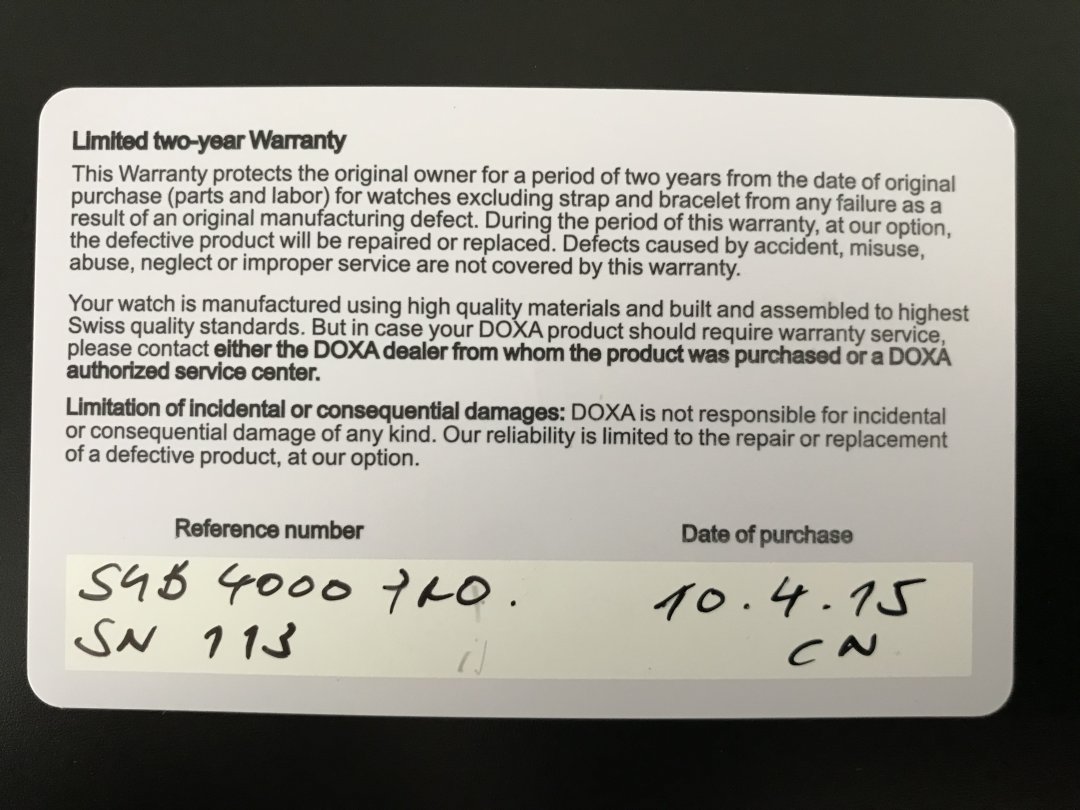 Limited two-year Warranty
This Warranty protects the original owner for a period of two years from the date of original
purchase (parts and labor) for watches excluding strap and bracelet from any failure as a
result of an original manufacturing defect. During the period of this warranty, at our option,
the defective product will be repaired or replaced. Defects caused by accident, misuse,
abuse, neglect or improper service are not covered by this warranty.
Your watch is manufactured using high quality materials and built and assembled to highest
Swiss quality standards. But in case your DOXA product should require warranty service,
please contact either the DOXA dealer from whom the product was purchased or a DOXA
authorized service center.
Limitation of incidental or consequential damages: DOXA is not responsible for incidental
or consequential damage of any kind. Our reliability is limited to the repair or replacement
of a defective product, at our option.
Reference number
Date of purchase
SUB 4000 PRO.
10.4.15
SN 113
CN